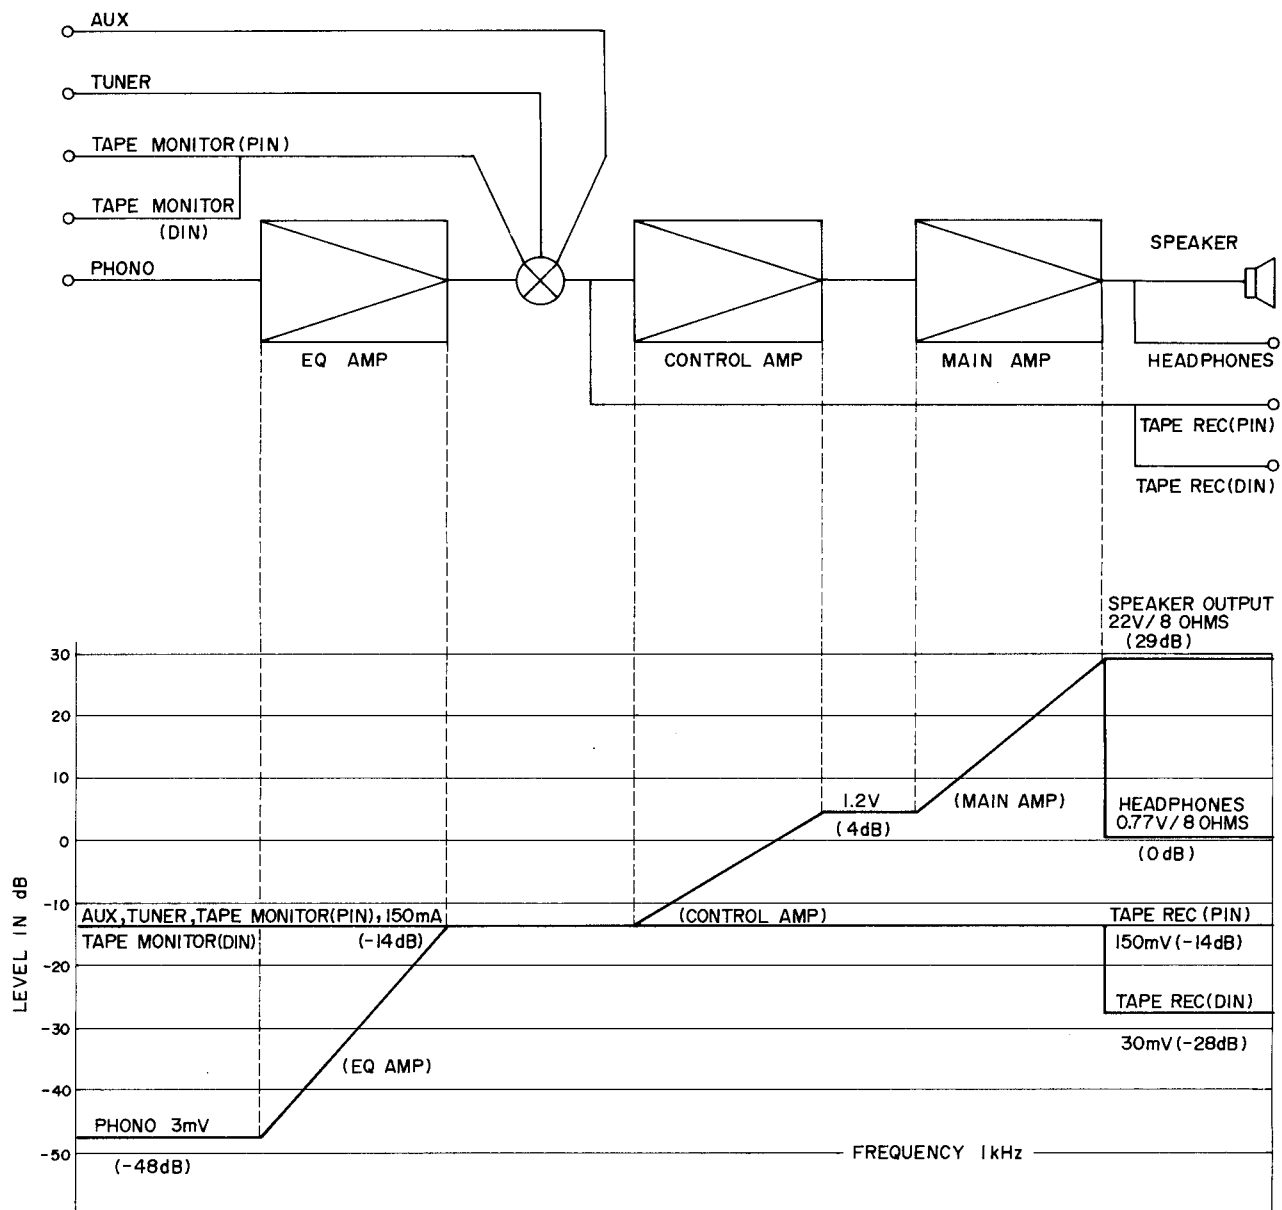 AUX
TUNER
TAPE MONITOR(PIN)
TAPE MONITOR
(DIN)
PHONO
EQ AMP
CONTROL AMP
MAIN AMP
SPEAKER
HEADPHONES
TAPE REC(PIN)
TAPE REC(DIN)
SPEAKER OUTPUT
22V/8 OHMS
(29dB)
LEVEL IN dB
30
20
10
0
-10
-20
-30
-40
-50
1.2V
(4dB)
(MAIN AMP)
HEADPHONES
0.77V/8 OHMS
(0dB)
AUX,TUNER,TAPE MONITOR(PIN),150mA
TAPE MONITOR(DIN)
(-14dB)
(CONTROL AMP)
TAPE REC (PIN)
150mV(-14dB)
TAPE REC(DIN)
30mV(-28dB)
(EQ AMP)
PHONO 3mV
(-48dB)
FREQUENCY 1kHz